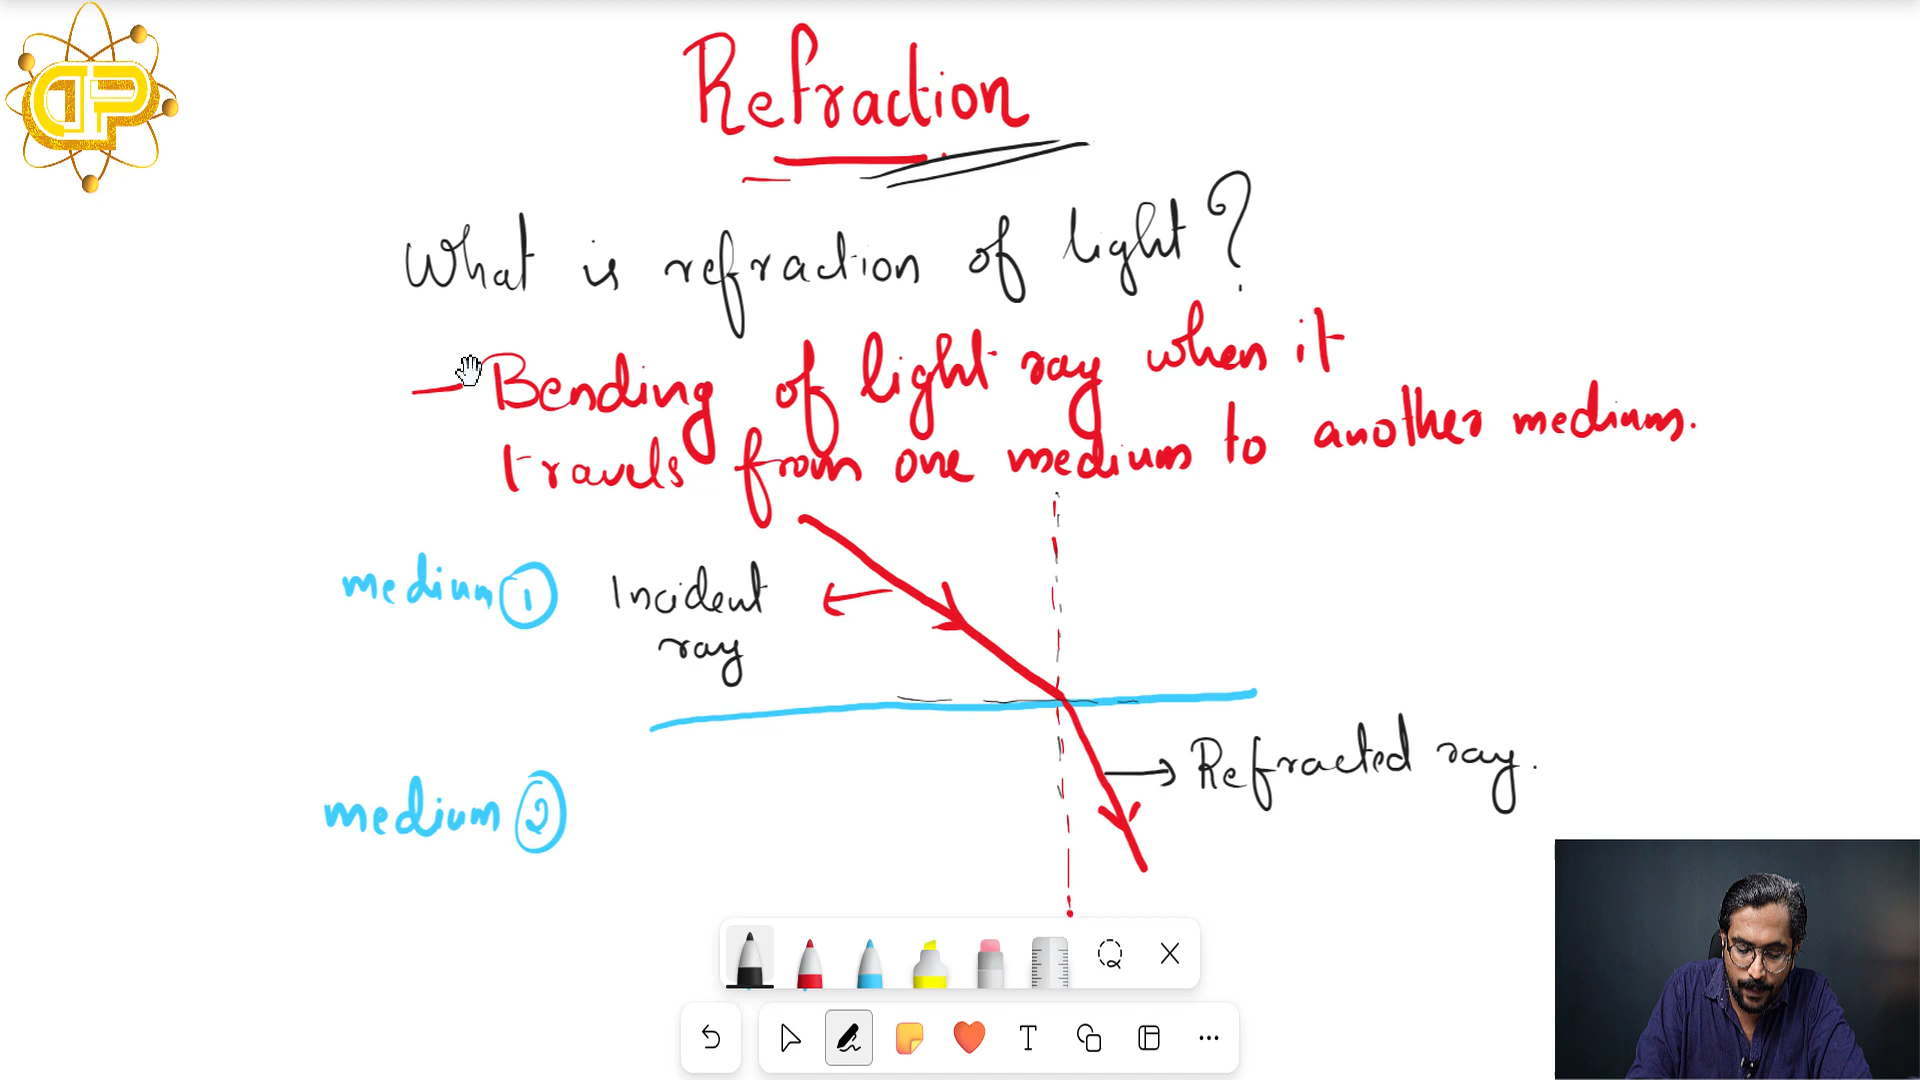 DP
Refraction
What is refraction of light?
– Bending of light ray when it
travels from one medium to another medium.
medium ①
Incident
ray
Refracted ray.
medium ②
T